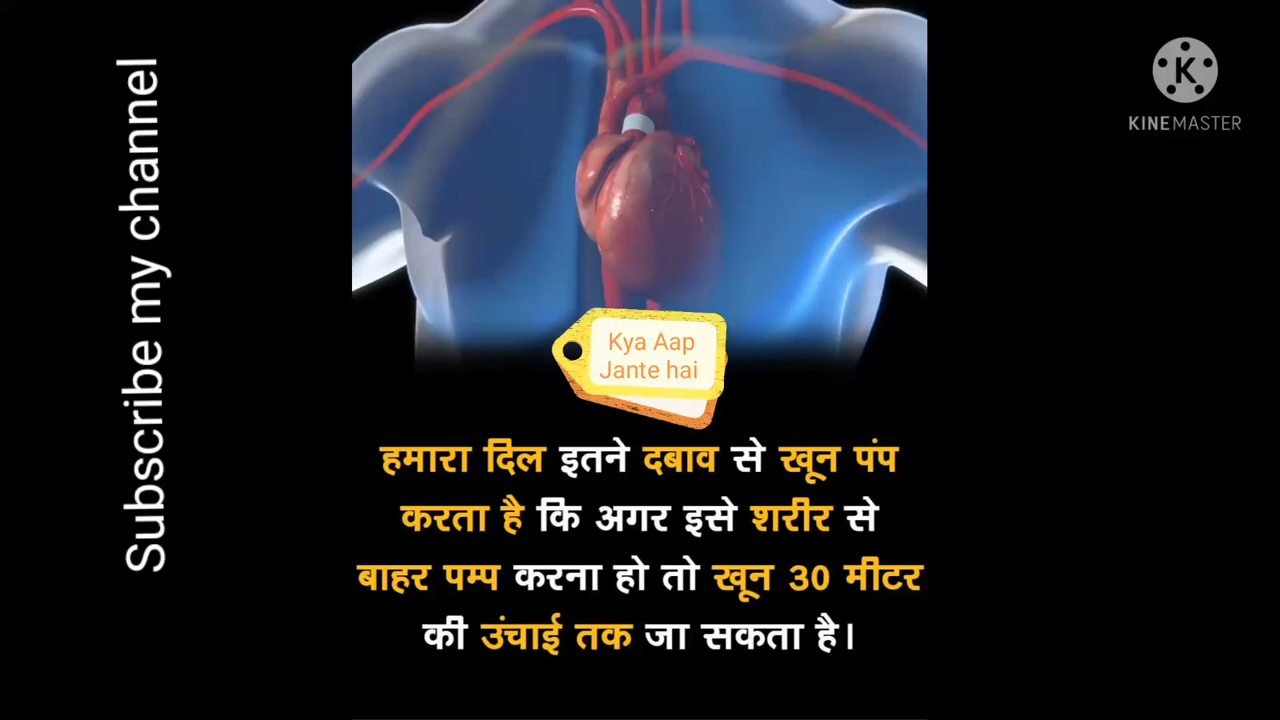 Subscribe my channel
K
KINEMASTER
Kya Aap
Jante hai
हमारा दिल इतने दबाव से खून पंप
करता है कि अगर इसे शरीर से
बाहर पम्प करना हो तो खून 30 मीटर
की उंचाई तक जा सकता है।